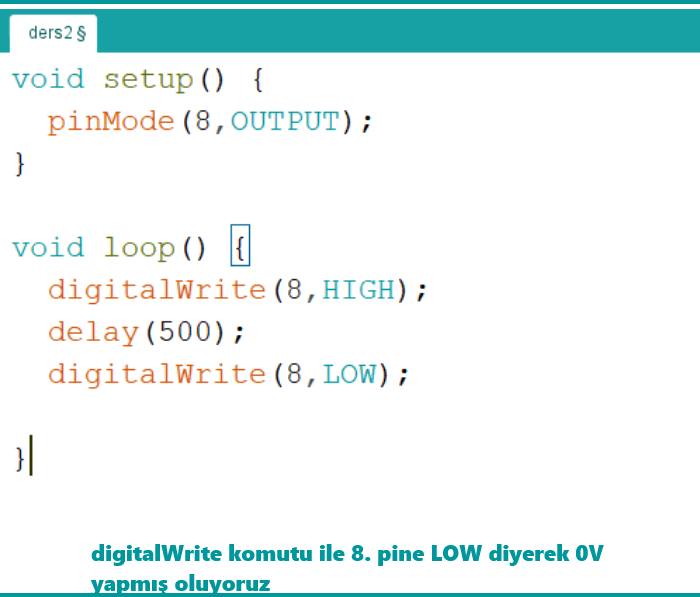 ders2 §
void setup() {
  pinMode(8,OUTPUT);
}
void loop() {
  digitalWrite(8,HIGH);
  delay(500);
  digitalWrite(8,LOW);
}
digitalWrite komutu ile 8. pine LOW diyerek 0V
yapmış oluyoruz